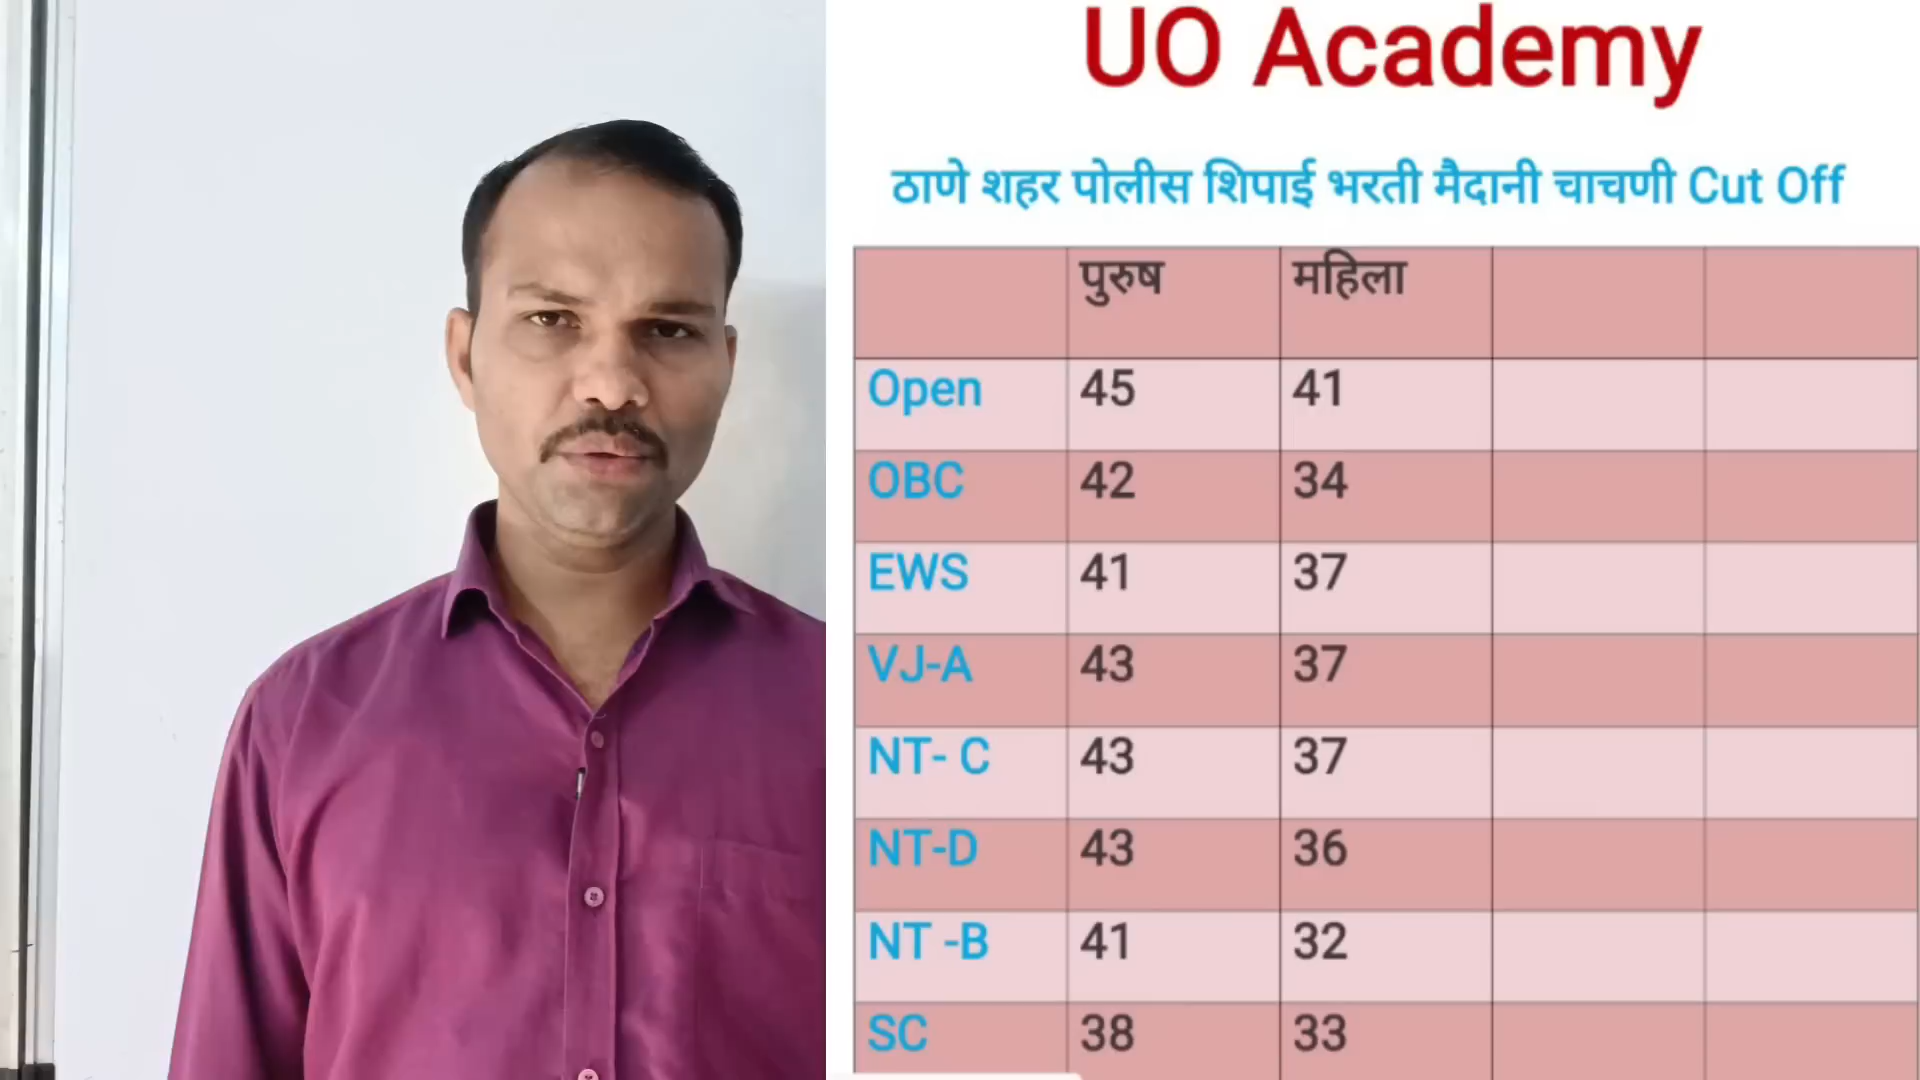 UO Academy
ठाणे शहर पोलीस शिपाई भरती मैदानी चाचणी Cut Off
पुरुष महिला
Open 45 41
OBC 42 34
EWS 41 37
VJ-A 43 37
NT- C 43 37
NT-D 43 36
NT -B 41 32
SC 38 33